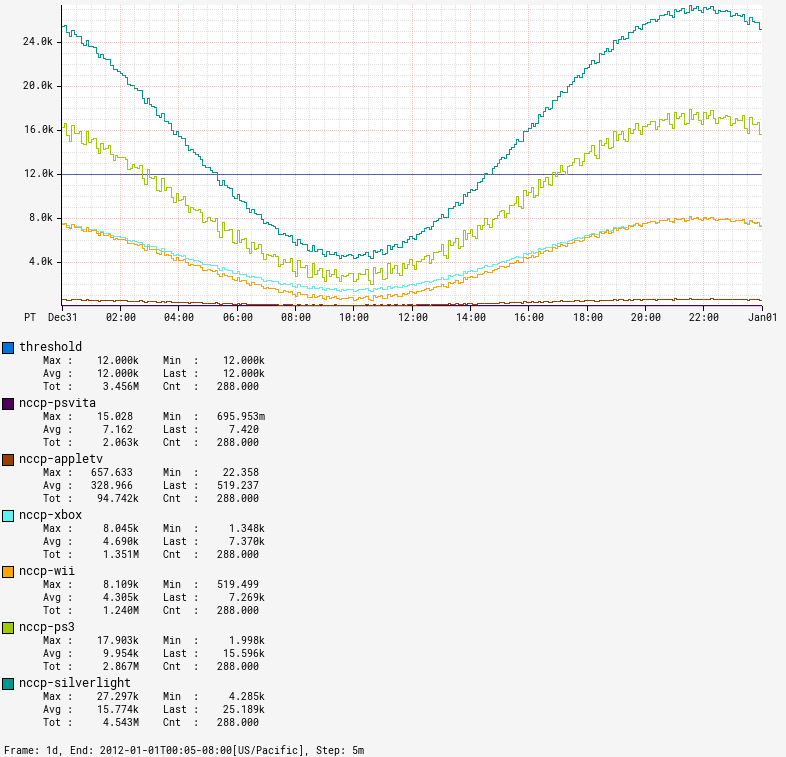 24.0k
20.0k
16.0k
12.0k
8.0k
4.0k
PT Dec31 02:00 04:00 06:00 08:00 10:00 12:00 14:00 16:00 18:00 20:00 22:00 Jan01
threshold
Max : 12.000k Min : 12.000k
Avg : 12.000k Last : 12.000k
Tot : 3.456M Cnt : 288.000
nccp-psvita
Max : 15.028 Min : 695.953m
Avg : 7.162 Last : 7.420
Tot : 2.063k Cnt : 288.000
nccp-appletv
Max : 657.633 Min : 22.358
Avg : 328.966 Last : 519.237
Tot : 94.742k Cnt : 288.000
nccp-xbox
Max : 8.045k Min : 1.348k
Avg : 4.690k Last : 7.370k
Tot : 1.351M Cnt : 288.000
nccp-wii
Max : 8.109k Min : 519.499
Avg : 4.305k Last : 7.269k
Tot : 1.240M Cnt : 288.000
nccp-ps3
Max : 17.903k Min : 1.998k
Avg : 9.954k Last : 15.596k
Tot : 2.867M Cnt : 288.000
nccp-silverlight
Max : 27.297k Min : 4.285k
Avg : 15.774k Last : 25.189k
Tot : 4.543M Cnt : 288.000
Frame: 1d, End: 2012-01-01T00:05-08:00[US/Pacific], Step: 5m